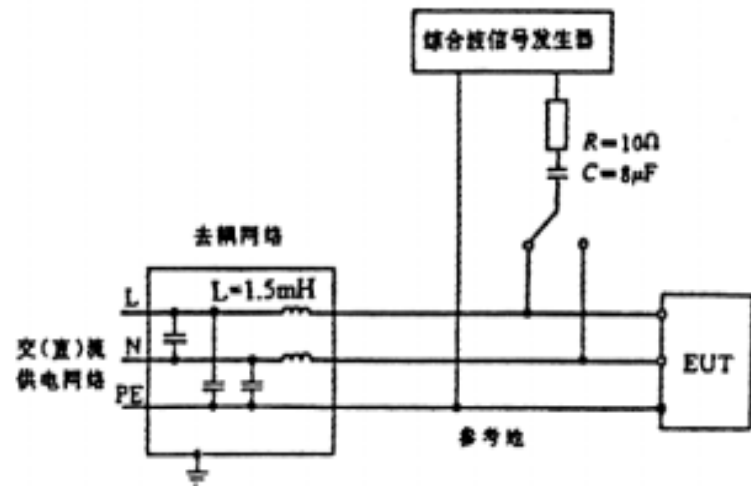 综合波信号发生器
R=10Ω
C=8μF
去耦网络
L=1.5mH
L
交(直)流
N
供电网络
PE
EUT
参考地